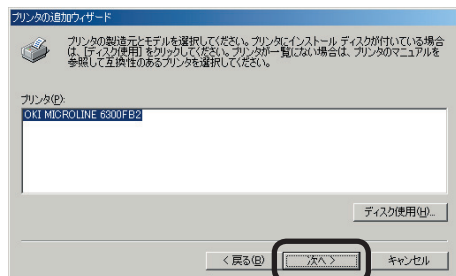 プリンタの追加ウィザード
プリンタの製造元とモデルを選択してください。プリンタにインストール ディスクが付いている場合
は、[ディスク使用] をクリックしてください。プリンタが一覧にない場合は、プリンタのマニュアルを
参照して互換性のあるプリンタを選択してください。
プリンタ(P):
OKI MICROLINE 6300FB2
ディスク使用(H)...
< 戻る(B)
次へ >
キャンセル